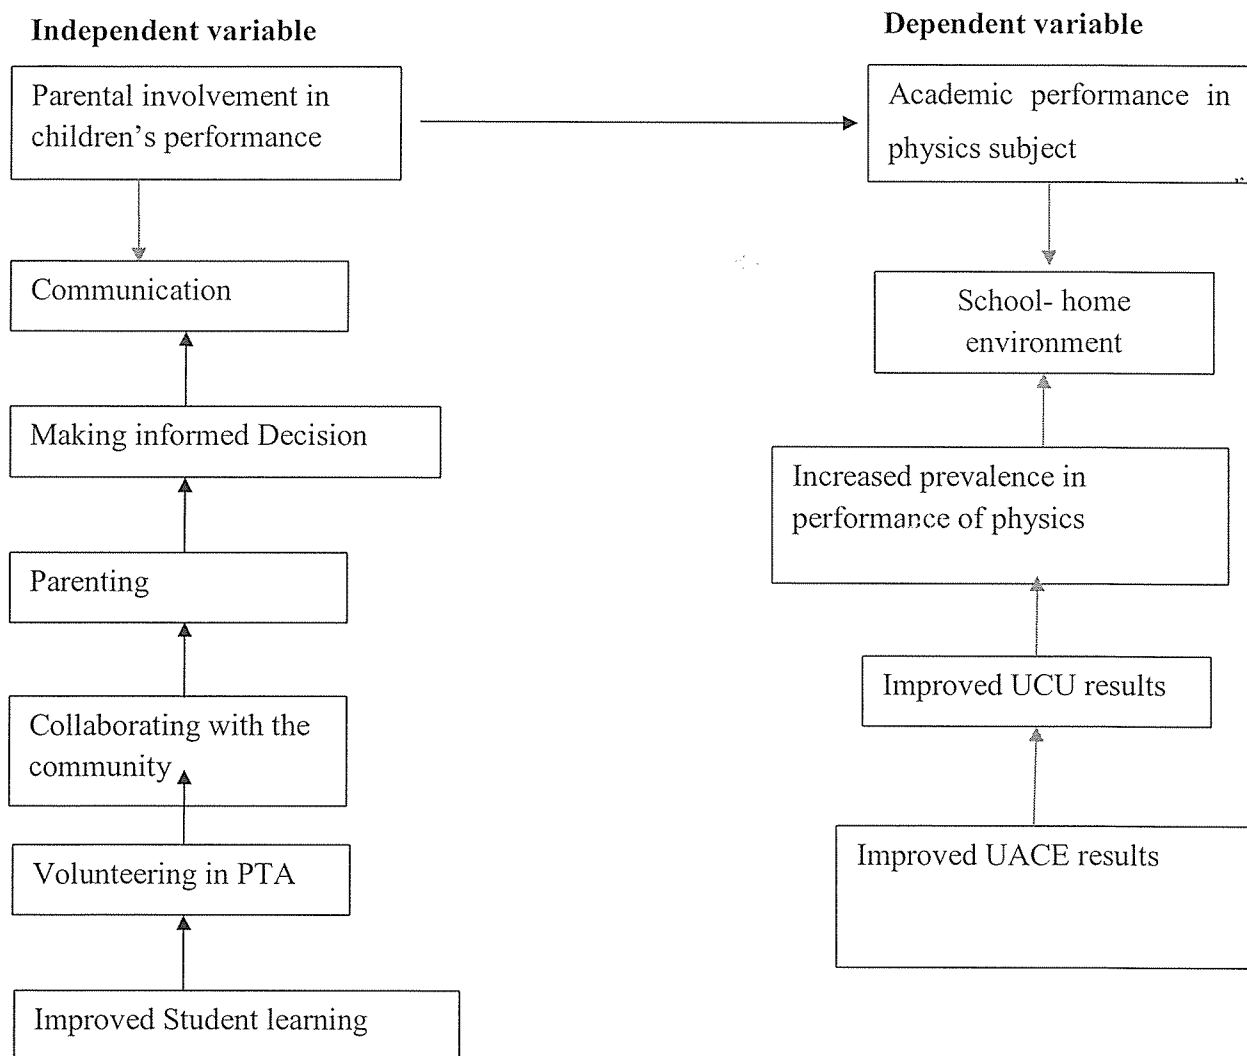 Independent variable
Parental involvement in
children's performance
Communication
Making informed Decision
Parenting
Collaborating with the
community
Volunteering in PTA
Improved Student learning
Dependent variable
Academic performance in
physics subject
School- home
environment
Increased prevalence in
performance of physics
Improved UCU results
Improved UACE results